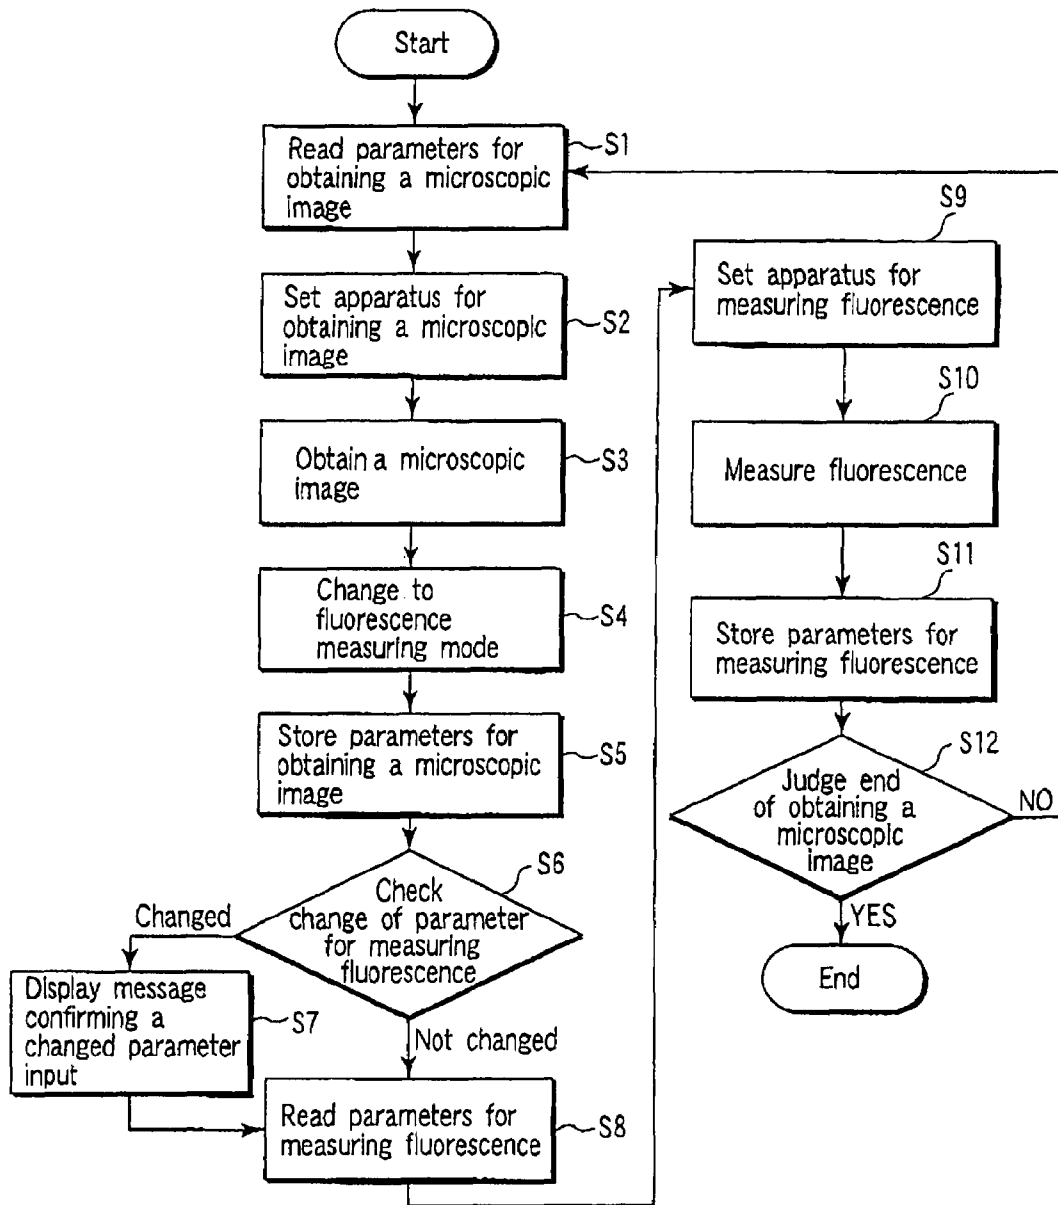 Start
Read parameters for
obtaining a microscopic
image
S1
Set apparatus for
obtaining a microscopic
image
S2
Obtain a microscopic
image
S3
Change to
fluorescence
measuring mode
S4
Store parameters for
obtaining a microscopic
image
S5
Check
change of parameter
for measuring
fluorescence
S6
Changed
Display message
confirming a
changed parameter
input
S7
Not changed
Read parameters for
measuring fluorescence
S8
S9
Set apparatus for
measuring fluorescence
S10
Measure fluorescence
S11
Store parameters for
measuring fluorescence
S12
Judge end
of obtaining a
microscopic
image
NO
YES
End